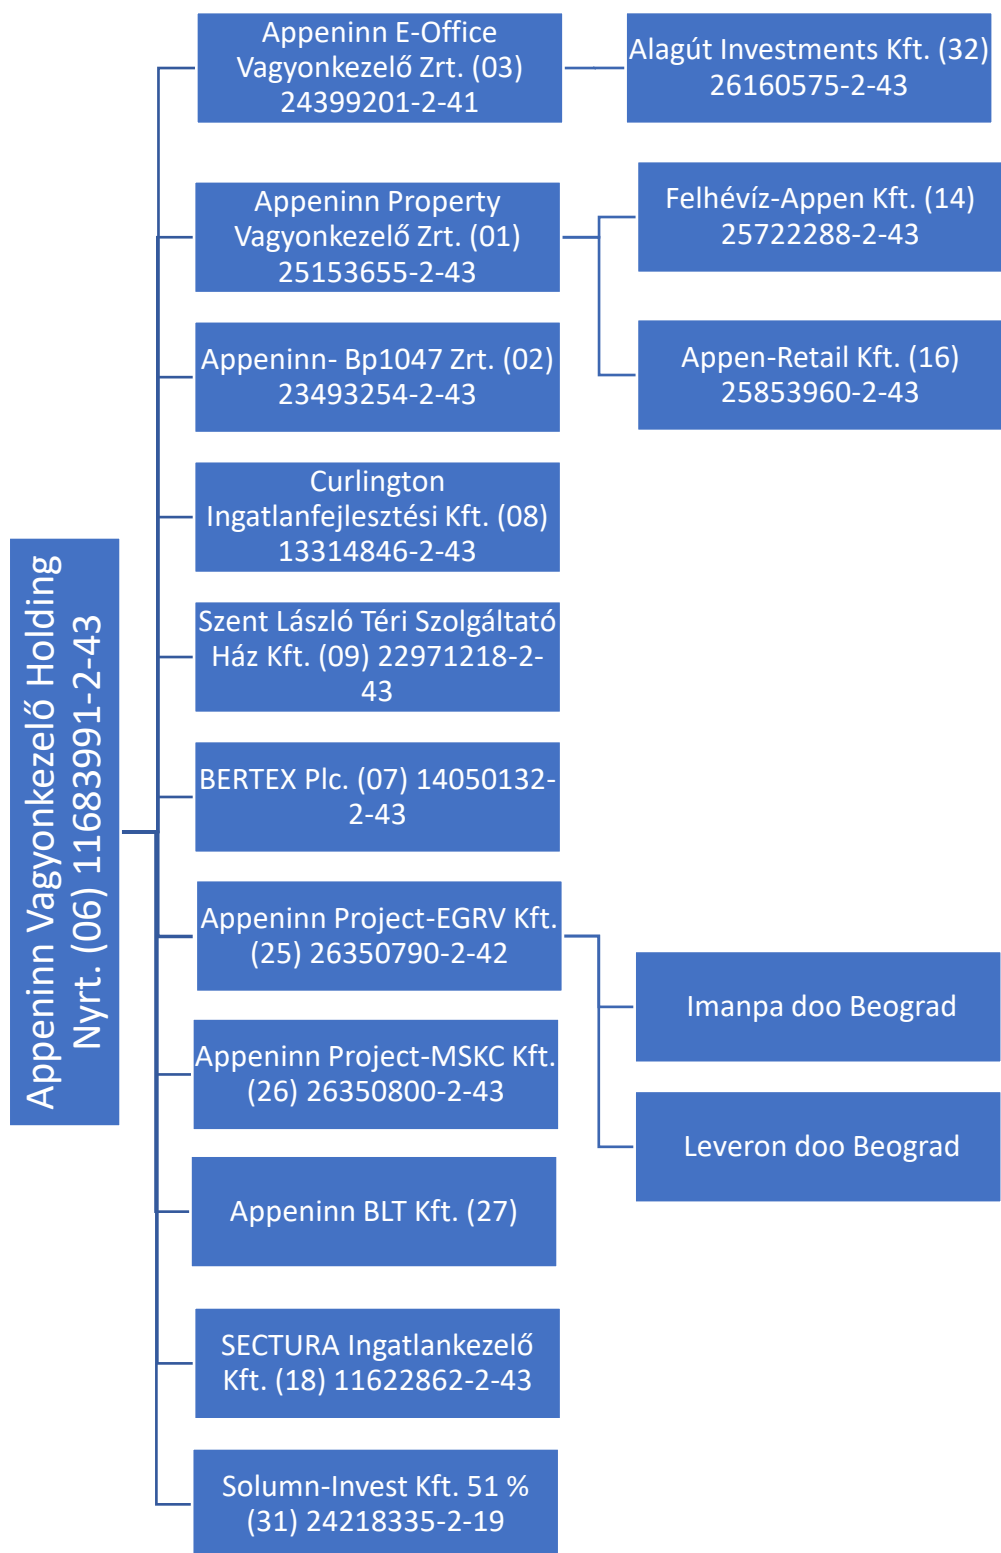 Appeninn Vagyonkezelő Holding
Nyrt. (06) 11683991-2-43
Appeninn E-Office
Vagyonkezelő Zrt. (03)
24399201-2-41
Alagút Investments Kft. (32)
26160575-2-43
Appeninn Property
Vagyonkezelő Zrt. (01)
25153655-2-43
Felhévíz-Appen Kft. (14)
25722288-2-43
Appen-Retail Kft. (16)
25853960-2-43
Appeninn- Bp1047 Zrt. (02)
23493254-2-43
Curlington
Ingatlanfejlesztési Kft. (08)
13314846-2-43
Szent László Téri Szolgáltató
Ház Kft. (09) 22971218-2-
43
BERTEX Plc. (07) 14050132-
2-43
Appeninn Project-EGRV Kft.
(25) 26350790-2-42
Imanpa doo Beograd
Leveron doo Beograd
Appeninn Project-MSKC Kft.
(26) 26350800-2-43
Appeninn BLT Kft. (27)
SECTURA Ingatlankezelő
Kft. (18) 11622862-2-43
Solumn-Invest Kft. 51 %
(31) 24218335-2-19